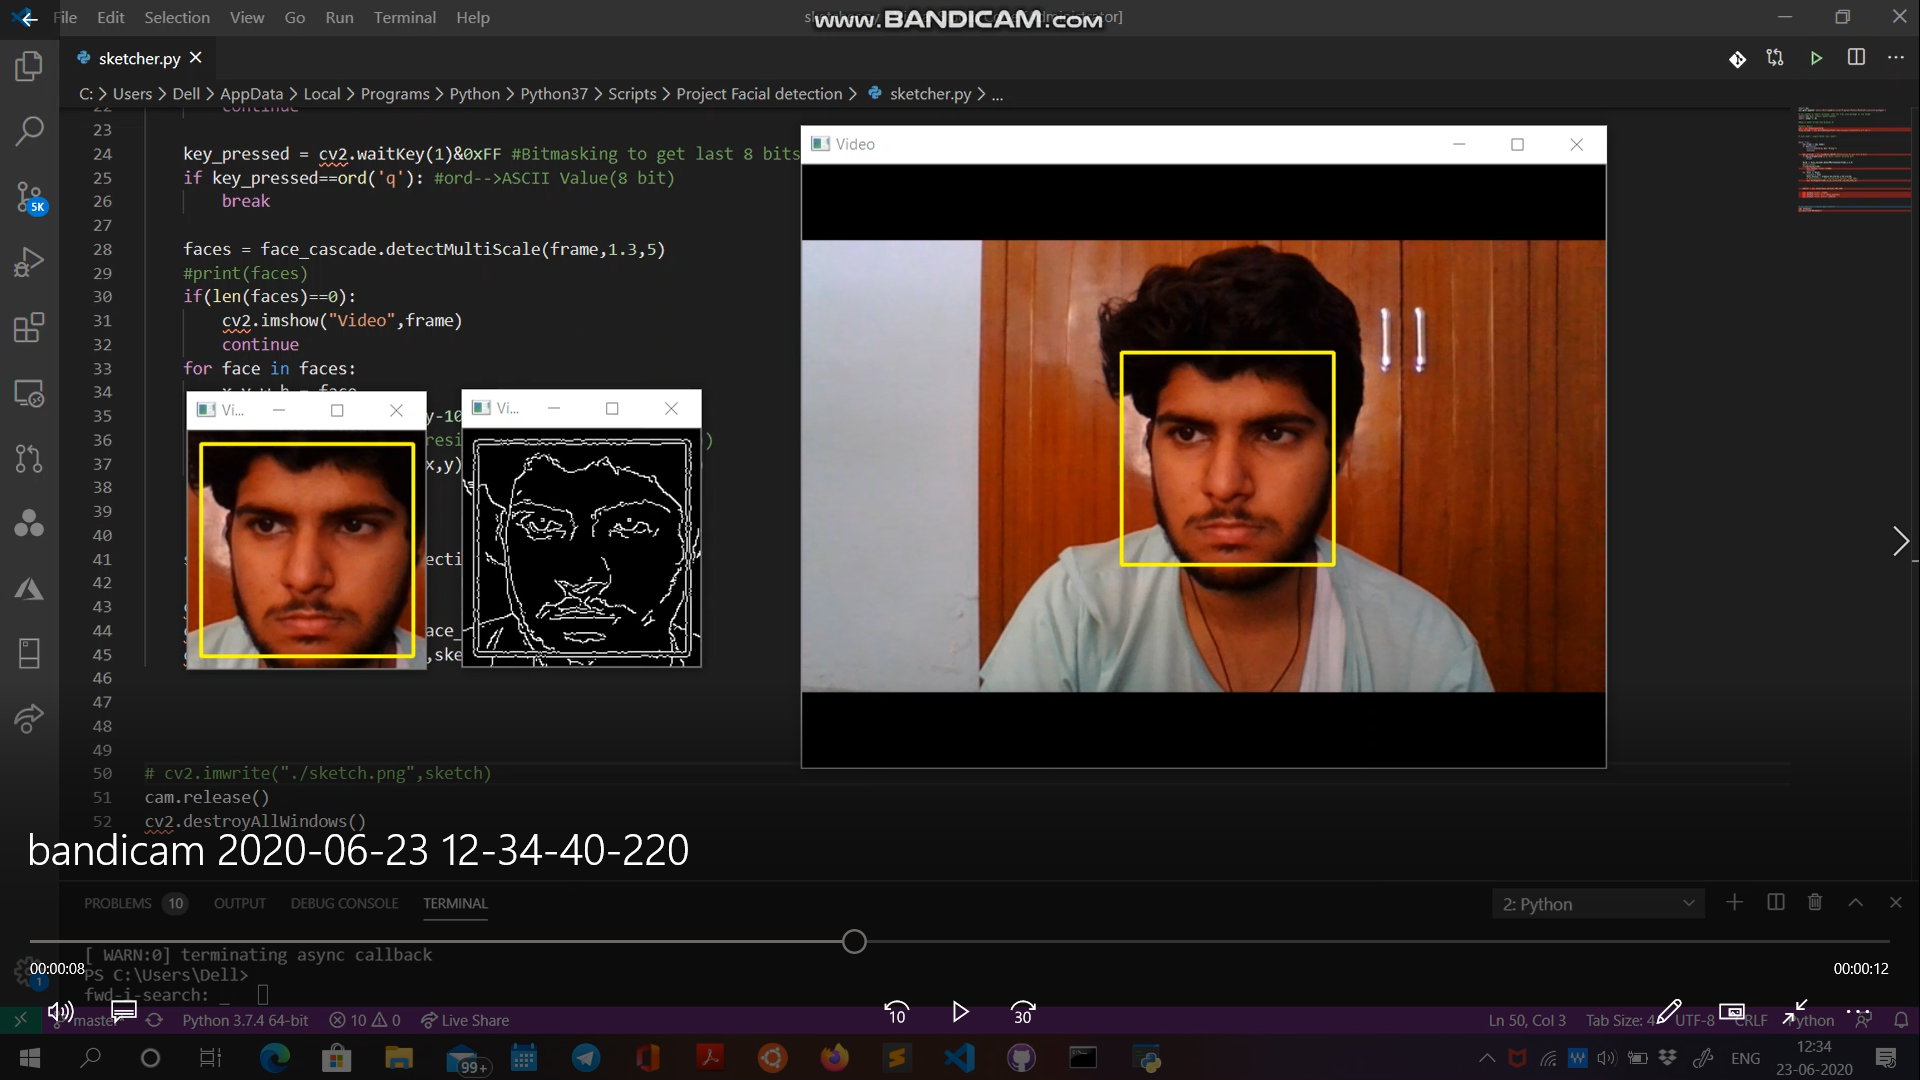 File Edit Selection View Go Run Terminal Help
www.BANDICAM.com
sketcher.py
C: > Users > Dell > AppData > Local > Programs > Python > Python37 > Scripts > Project Facial detection > sketcher.py > ...
22 continue
23
24 key_pressed = cv2.waitKey(1)&0xFF #Bitmasking to get last 8 bits
25 if key_pressed==ord('q'): #ord-->ASCII Value(8 bit)
26 break
27
28 faces = face_cascade.detectMultiScale(frame,1.3,5)
29 #print(faces)
30 if(len(faces)==0):
31 cv2.imshow("Video",frame)
32 continue
33 for face in faces:
34 x,y,w,h = face
35 y-10
36 resi )
37 x,y)
38
39
40
41 ecti
42
43
44 ace_
45 ,ske
46
47
48
49
50 # cv2.imwrite("./sketch.png",sketch)
51 cam.release()
52 cv2.destroyAllWindows()
Video
Vi...
Vi...
5K
bandicam 2020-06-23 12-34-40-220
PROBLEMS 10 OUTPUT DEBUG CONSOLE TERMINAL
2: Python
[ WARN:0] terminating async callback
PS C:\Users\Dell>
fwd-i-search: _
00:00:08
00:00:12
1
10
30
master Python 3.7.4 64-bit 10 0 Live Share
Ln 50, Col 3 Tab Size: 4 UTF-8 CRLF Python
99+
ENG
12:34
23-06-2020